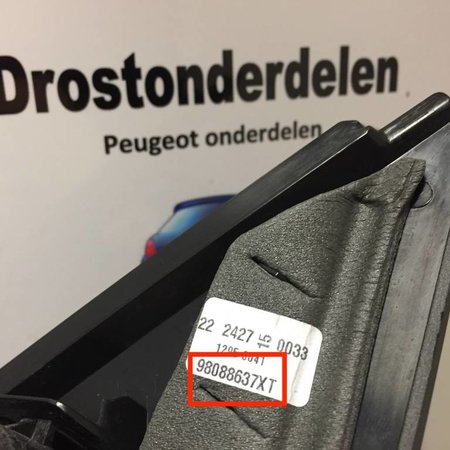 Drostonderdelen
Peugeot onderdelen
22 2427 15 0033
98088637XT